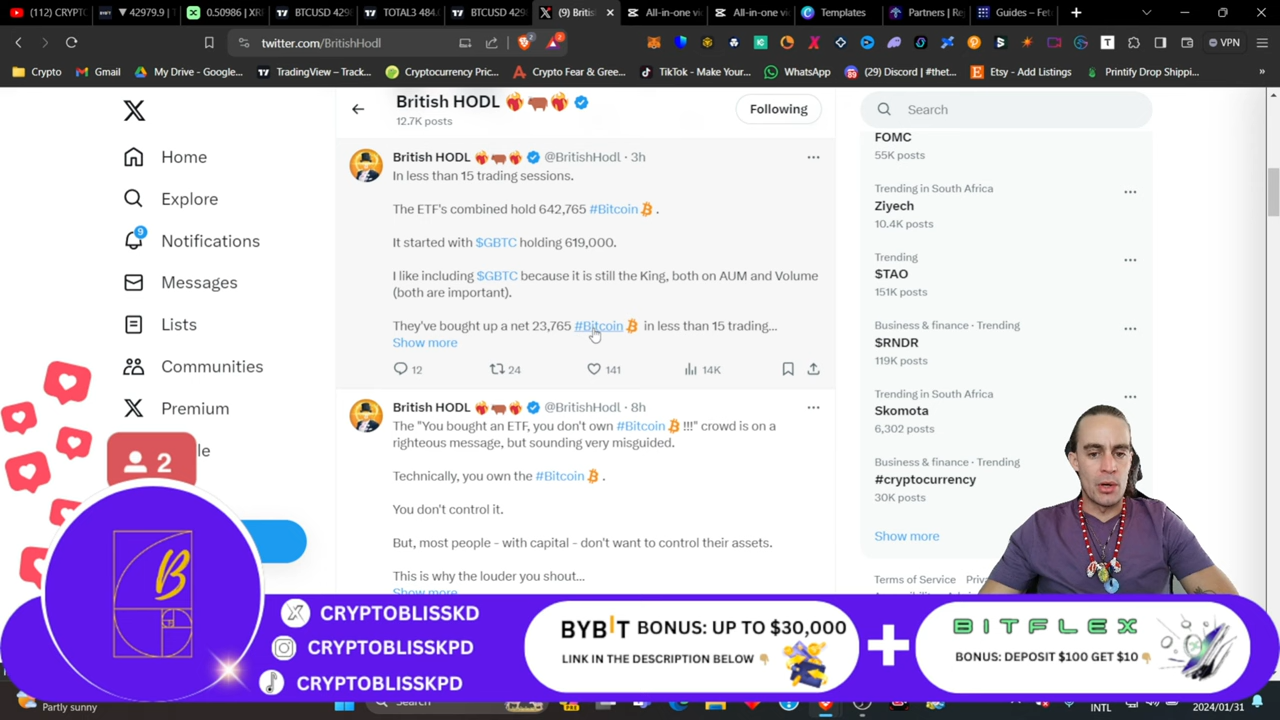 (112) CRYPTO
42979.9 | T
0.50986 | XRI
BTCUSD 429
TOTAL3 484.
BTCUSD 429
(9) Britis
All-in-one vi
All-in-one vi
Templates
Partners | Re
Guides – Fet
twitter.com/BritishHodl
VPN
Crypto
Gmail
My Drive - Google...
TradingView – Track...
Cryptocurrency Pric...
Crypto Fear & Gree...
TikTok - Make Your...
WhatsApp
(29) Discord | #thet...
Etsy - Add Listings
Printify Dropshippi...
British HODL
12.7K posts
Following
Search
Home
Explore
9
Notifications
Messages
Lists
Communities
Premium
British HODL @BritishHodl · 3h
In less than 15 trading sessions.
The ETF's combined hold 642,765 #Bitcoin .
It started with $GBTC holding 619,000.
I like including $GBTC because it is still the King, both on AUM and Volume
(both are important).
They've bought up a net 23,765 #Bitcoin in less than 15 trading...
Show more
12
24
141
14K
British HODL @BritishHodl · 8h
The "You bought an ETF, you don't own #Bitcoin !!!" crowd is on a
righteous message, but sounding very misguided.
Technically, you own the #Bitcoin .
You don't control it.
But, most people - with capital - don't want to control their assets.
This is why the louder you shout...
Show more
FOMC
55K posts
Trending in South Africa
Ziyech
10.4K posts
Trending
$TAO
151K posts
Business & finance · Trending
$RNDR
119K posts
Trending in South Africa
Skomota
6,302 posts
Business & finance · Trending
#cryptocurrency
30K posts
Show more
Terms of Service
2
B
CRYPTOBLISSKD
CRYPTOBLISSKPD
CRYPTOBLISSKPD
BYBIT BONUS: UP TO $30,000
LINK IN THE DESCRIPTION BELOW
BITFLEX
BONUS: DEPOSIT $100 GET $10
Partly sunny
Search
INTL
2024/01/31